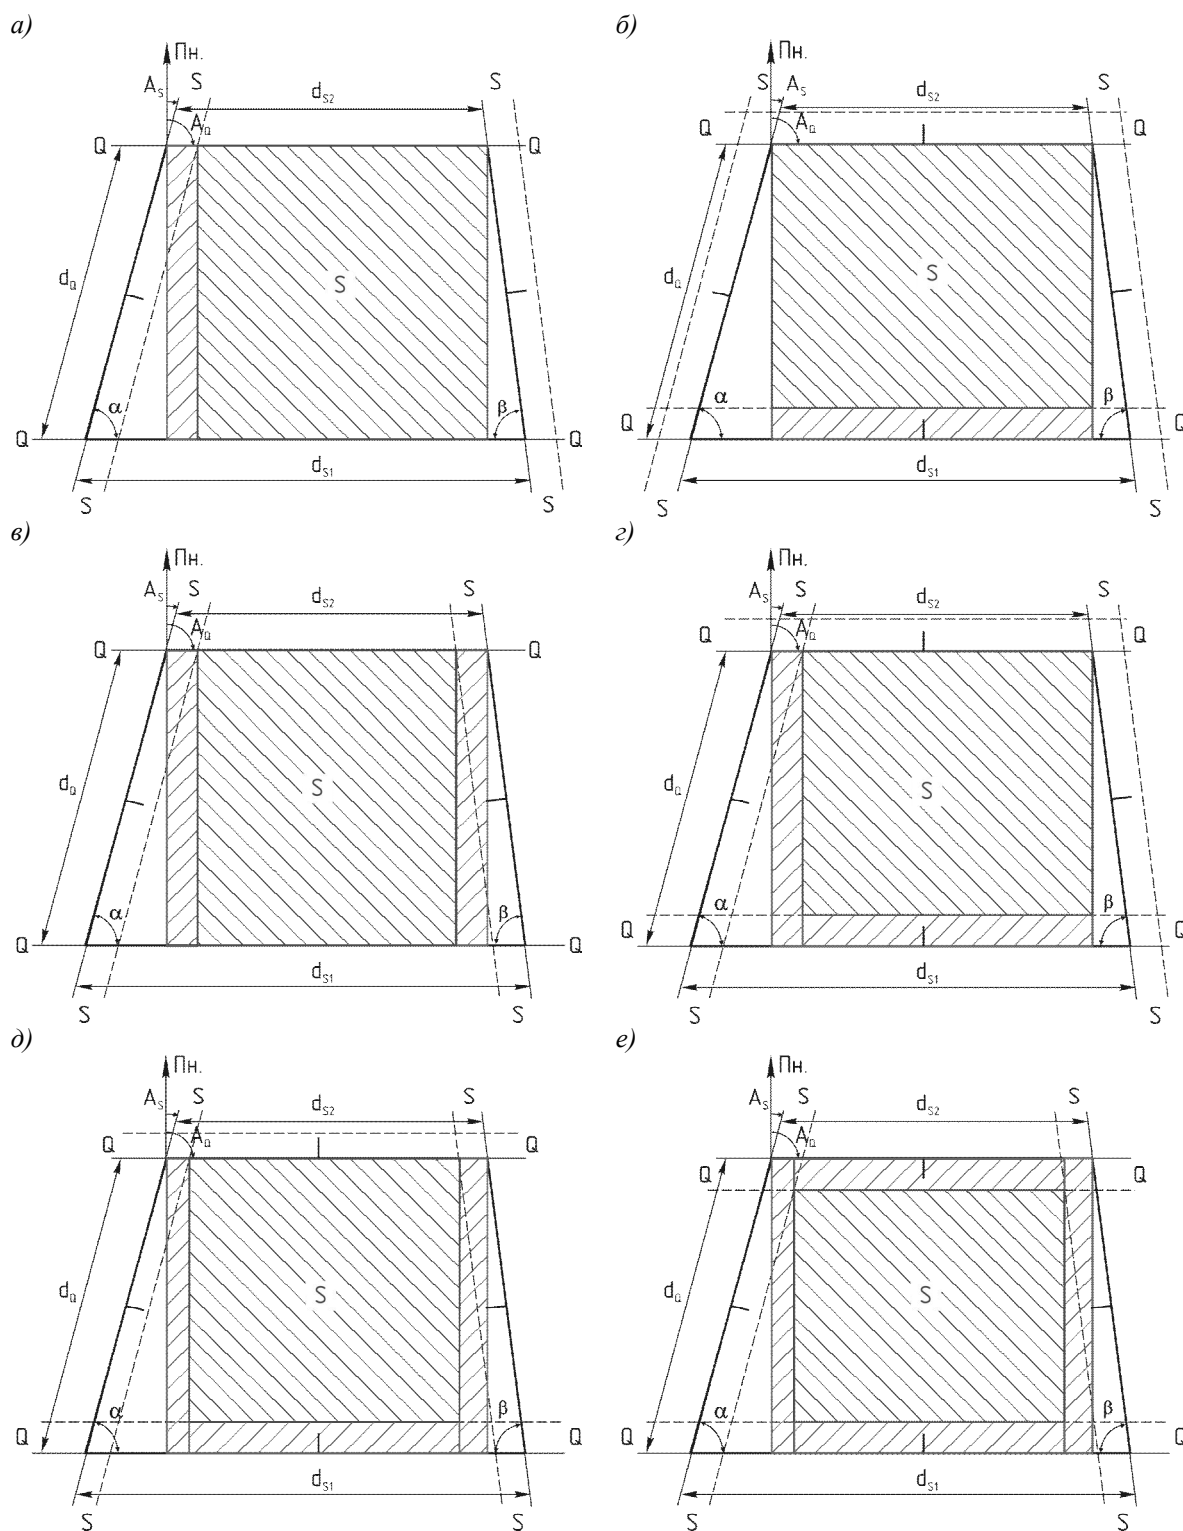 а)
Пн.
A_S S d_S2 S
A_Q
Q Q
d_Q S
α β
Q Q
d_S1
S S
б)
Пн.
S A_S d_S2 S
Q A_Q Q
d_Q S
α β
Q Q
d_S1
S S
в)
Пн.
A_S S d_S2 S
A_Q
Q Q
d_Q S
α β
Q Q
d_S1
S S
г)
Пн.
A_S S d_S2 S
Q A_Q Q
d_Q S
α β
Q Q
d_S1
S S
д)
Пн.
A_S S d_S2 S
Q A_Q Q
d_Q S
α β
Q Q
d_S1
S S
е)
Пн.
A_S S d_S2 S
Q A_Q Q
d_Q S
α β
Q Q
d_S1
S S